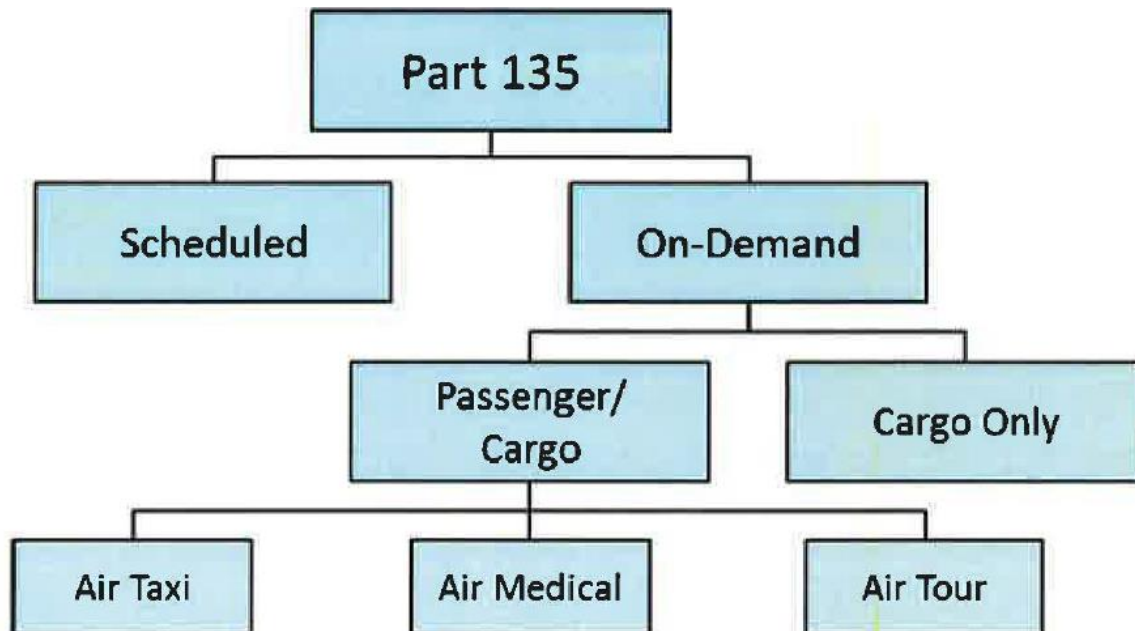 Part 135
Scheduled
On-Demand
Passenger/
Cargo
Cargo Only
Air Taxi
Air Medical
Air Tour